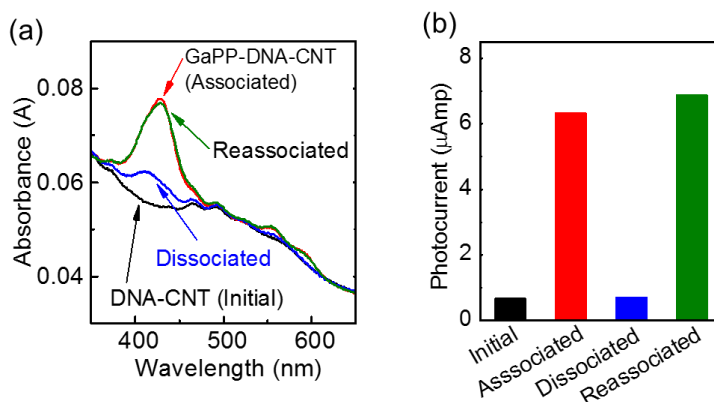 (a)
GaPP-DNA-CNT
(Associated)
Reassociated
Dissociated
DNA-CNT (Initial)
0.08
0.06
0.04
Absorbance (A)
400
500
600
Wavelength (nm)
(b)
8
6
4
2
0
Photocurrent (μAmp)
Initial
Asssociated
Dissociated
Reassociated